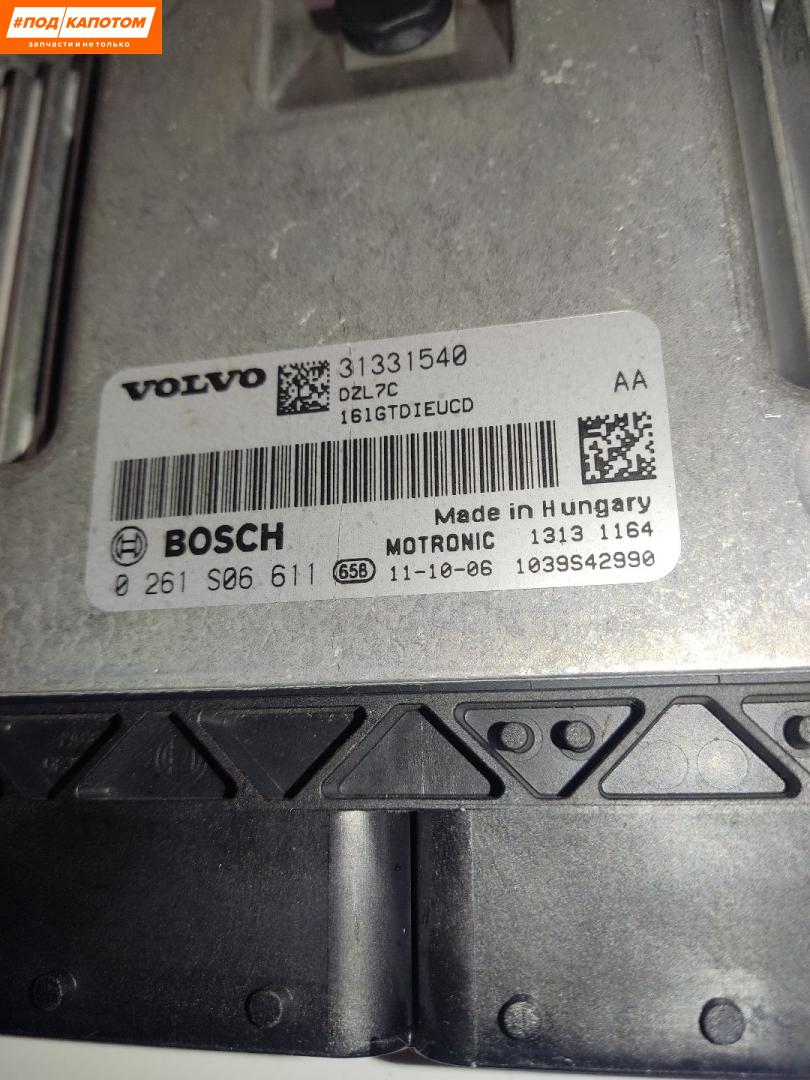 #ПОД КАПОТОМ
запчасти и не только
VOLVO
31331540
DZL7C
161GTDIEUCD
AA
BOSCH
Made in Hungary
MOTRONIC 1313 1164
0 261 S06 611 65B 11-10-06 1039S42990